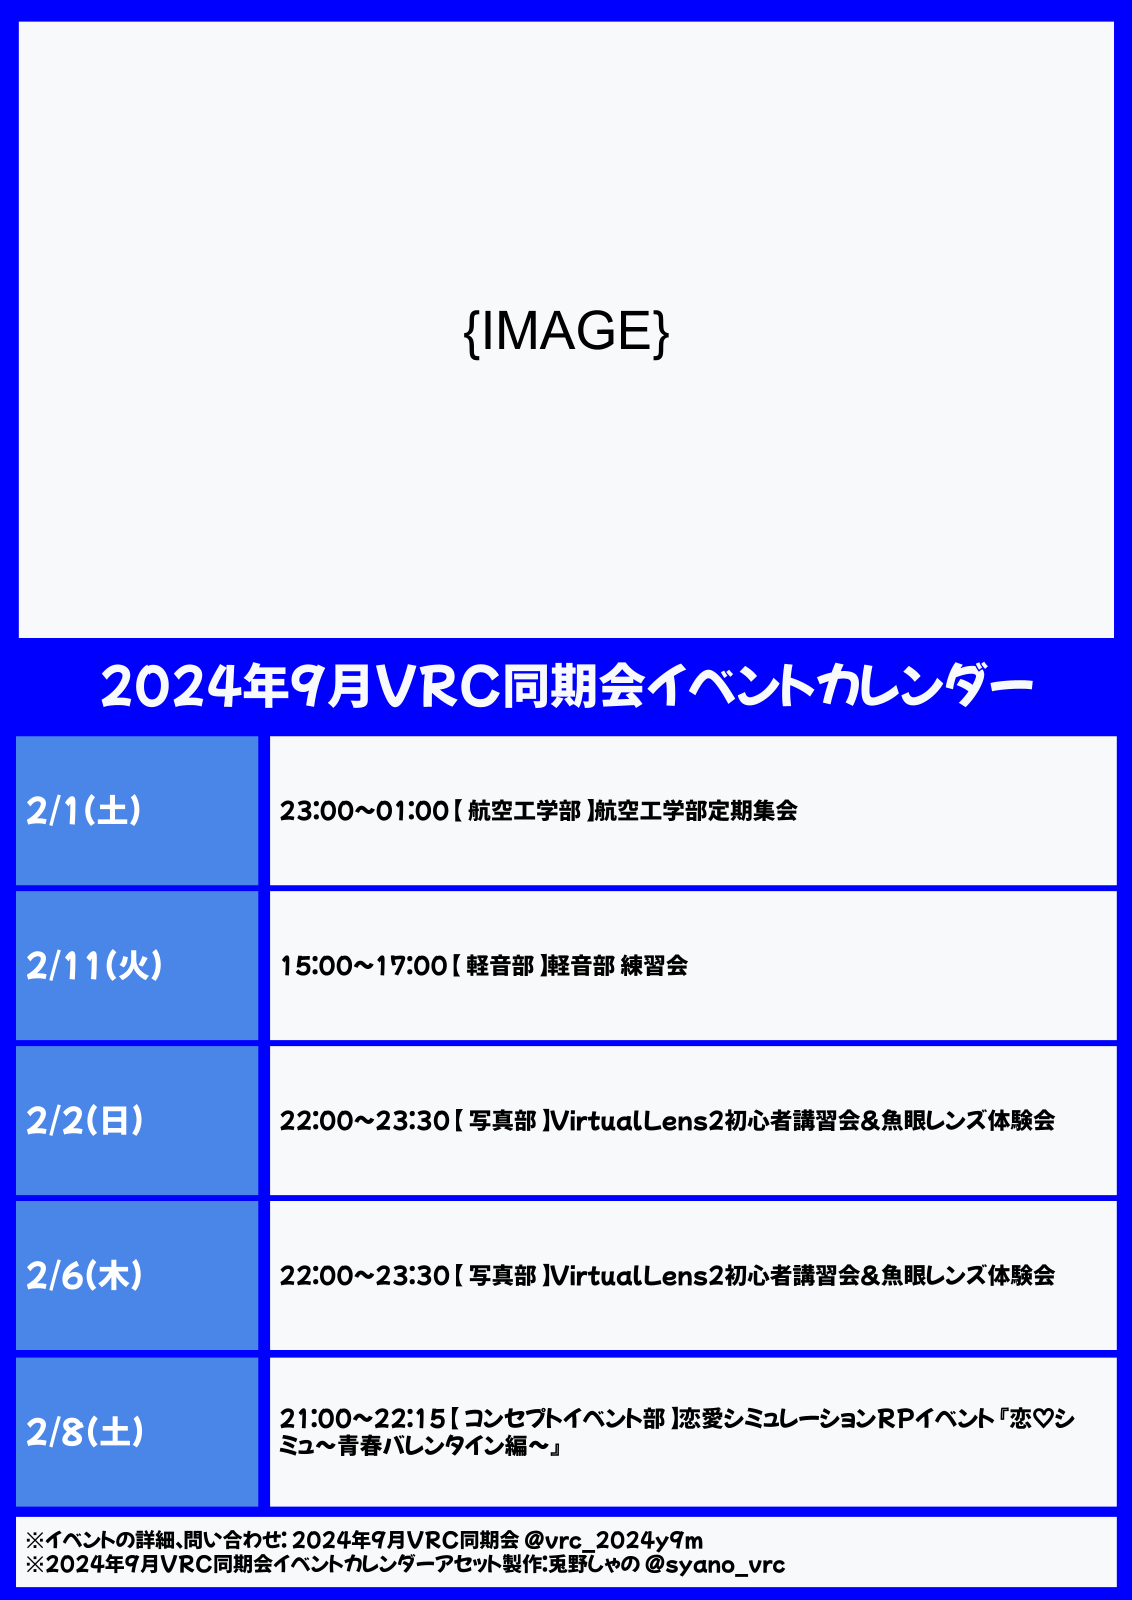 {IMAGE}
2024年9月VRC同期会イベントカレンダー
2/1(土)
23:00～01:00【 航空工学部 】航空工学部定期集会
2/11(火)
15:00～17:00【 軽音部 】軽音部 練習会
2/2(日)
22:00～23:30【 写真部 】VirtualLens2初心者講習会&魚眼レンズ体験会
2/6(木)
22:00～23:30【 写真部 】VirtualLens2初心者講習会&魚眼レンズ体験会
2/8(土)
21:00～22:15【 コンセプトイベント部 】恋愛シミュレーションRPイベント『恋♡シ
ミュ～青春バレンタイン編～』
※イベントの詳細、問い合わせ: 2024年9月VRC同期会 @vrc_2024y9m
※2024年9月VRC同期会イベントカレンダーアセット製作:兎野しゃの @syano_vrc